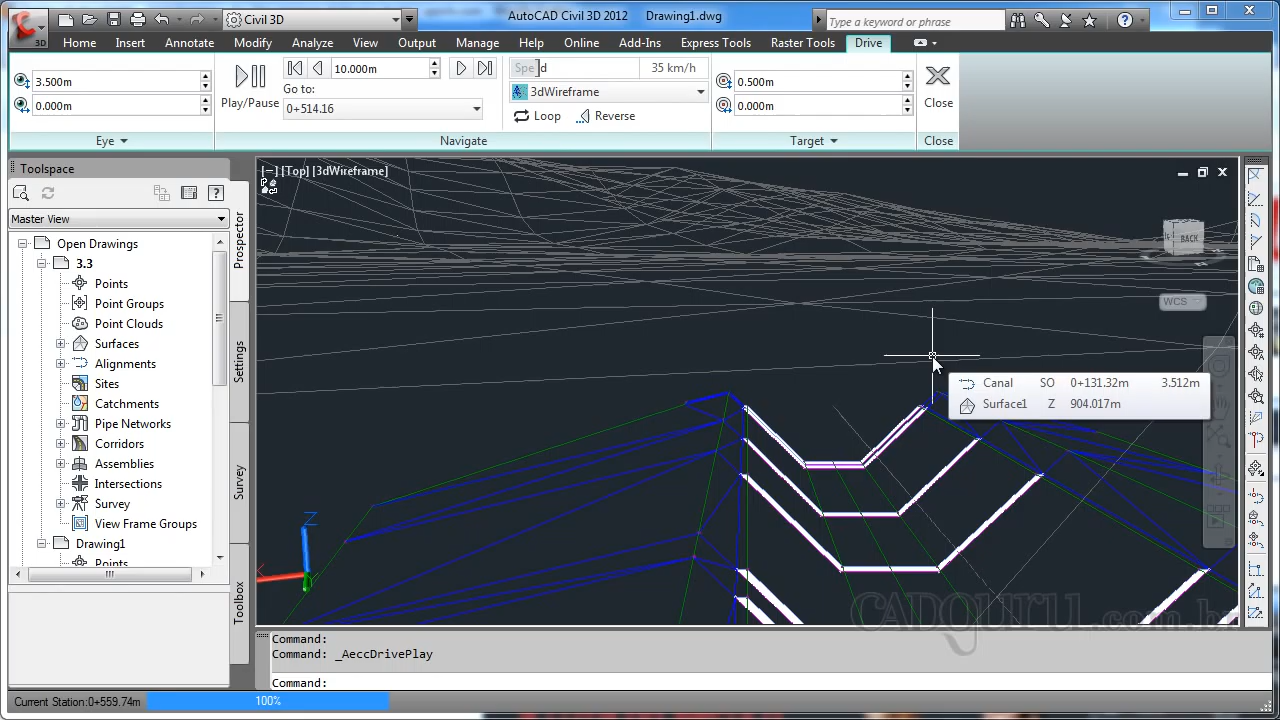 Civil 3D
AutoCAD Civil 3D 2012 Drawing1.dwg
Type a keyword or phrase
3D
Home Insert Annotate Modify Analyze View Output Manage Help Online Add-Ins Express Tools Raster Tools Drive
3.500m
0.000m
Eye
Play/Pause
10.000m
Go to:
0+514.16
Spe d
35 km/h
3dWireframe
Loop
Reverse
Navigate
0.500m
0.000m
Target
Close
Close
Toolspace
Master View
Open Drawings
3.3
Points
Point Groups
Point Clouds
Surfaces
Alignments
Sites
Catchments
Pipe Networks
Corridors
Assemblies
Intersections
Survey
View Frame Groups
Drawing1
Points
Prospector
Settings
Survey
Toolbox
[−] [Top] [3dWireframe]
BACK
WCS
Canal SO 0+131.32m 3.512m
Surface1 Z 904.017m
Z
X
Y
CADguru.com.br
Command:
Command: _AeccDrivePlay
Command:
Current Station:0+559.74m
100%